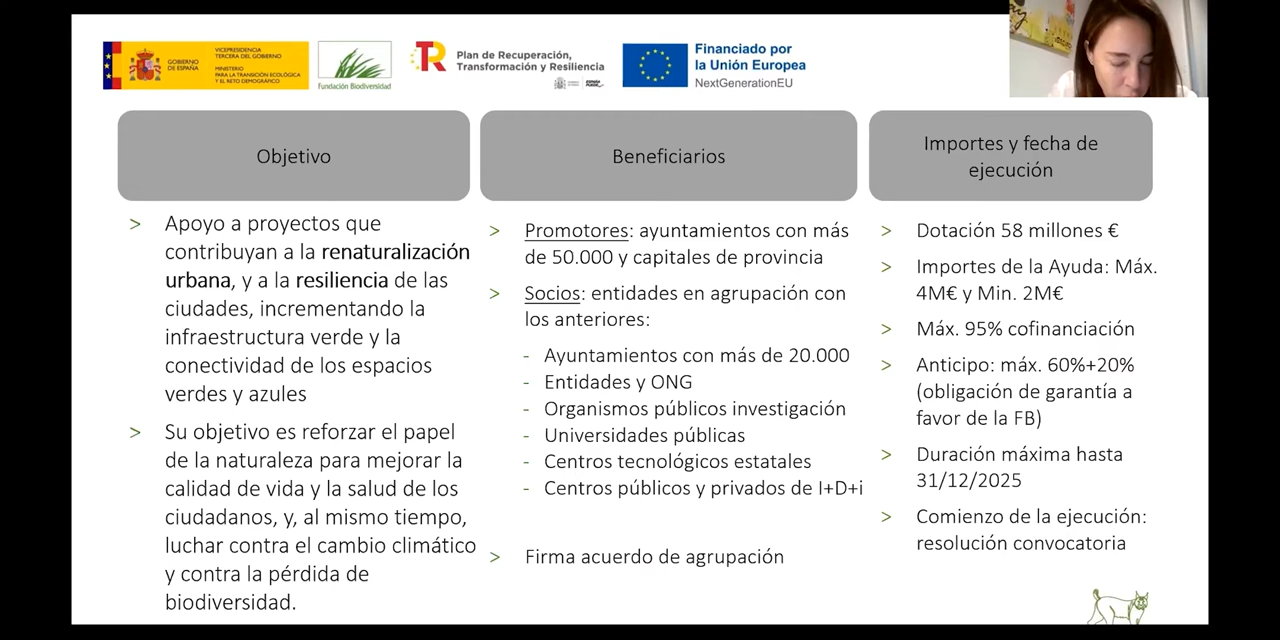 GOBIERNO
DE ESPAÑA
VICEPRESIDENCIA
TERCERA DEL GOBIERNO
MINISTERIO
PARA LA TRANSICIÓN ECOLÓGICA
Y EL RETO DEMOGRÁFICO
Fundación Biodiversidad
TR
Plan de Recuperación,
Transformación y Resiliencia
Financiado por
la Unión Europea
NextGenerationEU
Objetivo
> Apoyo a proyectos que
contribuyan a la renaturalización
urbana, y a la resiliencia de las
ciudades, incrementando la
infraestructura verde y la
conectividad de los espacios
verdes y azules
> Su objetivo es reforzar el papel
de la naturaleza para mejorar la
calidad de vida y la salud de los
ciudadanos, y, al mismo tiempo,
luchar contra el cambio climático
y contra la pérdida de
biodiversidad.
Beneficiarios
> Promotores: ayuntamientos con más
de 50.000 y capitales de provincia
> Socios: entidades en agrupación con
los anteriores:
- Ayuntamientos con más de 20.000
- Entidades y ONG
- Organismos públicos investigación
- Universidades públicas
- Centros tecnológicos estatales
- Centros públicos y privados de I+D+i
> Firma acuerdo de agrupación
Importes y fecha de
ejecución
> Dotación 58 millones €
> Importes de la Ayuda: Máx.
4M€ y Min. 2M€
> Máx. 95% cofinanciación
> Anticipo: máx. 60%+20%
(obligación de garantía a
favor de la FB)
> Duración máxima hasta
31/12/2025
> Comienzo de la ejecución:
resolución convocatoria